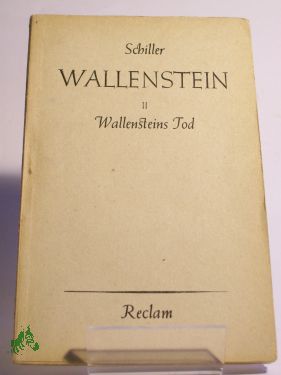 Schiller
WALLENSTEIN
II
Wallensteins Tod
Reclam